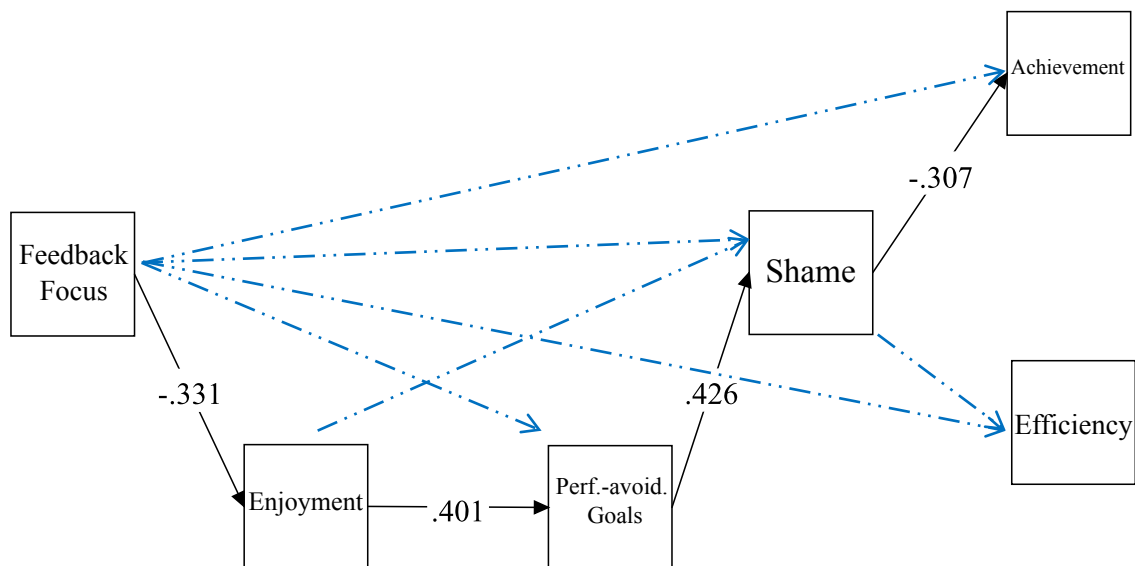 Achievement
-.307
Feedback
Focus
Shame
-.331
.426
Efficiency
Enjoyment
.401
Perf.-avoid.
Goals